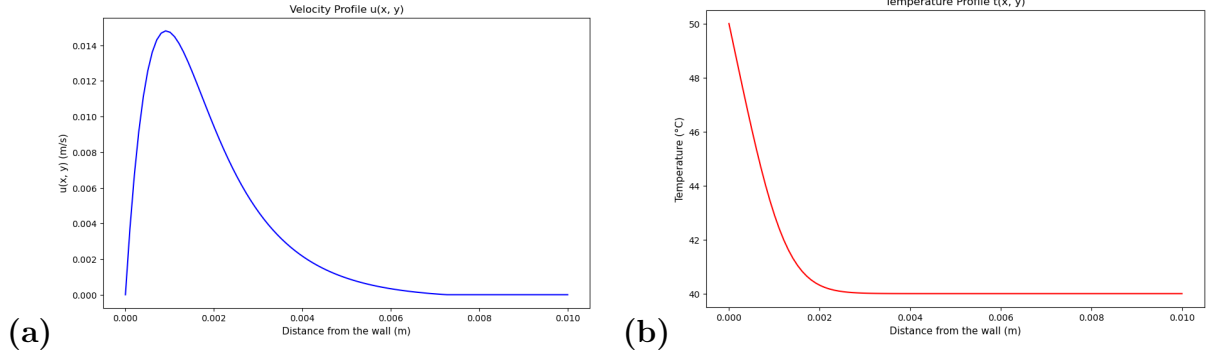 Velocity Profile u(x, y)
u(x, y) (m/s)
0.014
0.012
0.010
0.008
0.006
0.004
0.002
0.000
0.000 0.002 0.004 0.006 0.008 0.010
Distance from the wall (m)
(a)
Temperature Profile t(x, y)
Temperature (°C)
50
48
46
44
42
40
0.000 0.002 0.004 0.006 0.008 0.010
Distance from the wall (m)
(b)